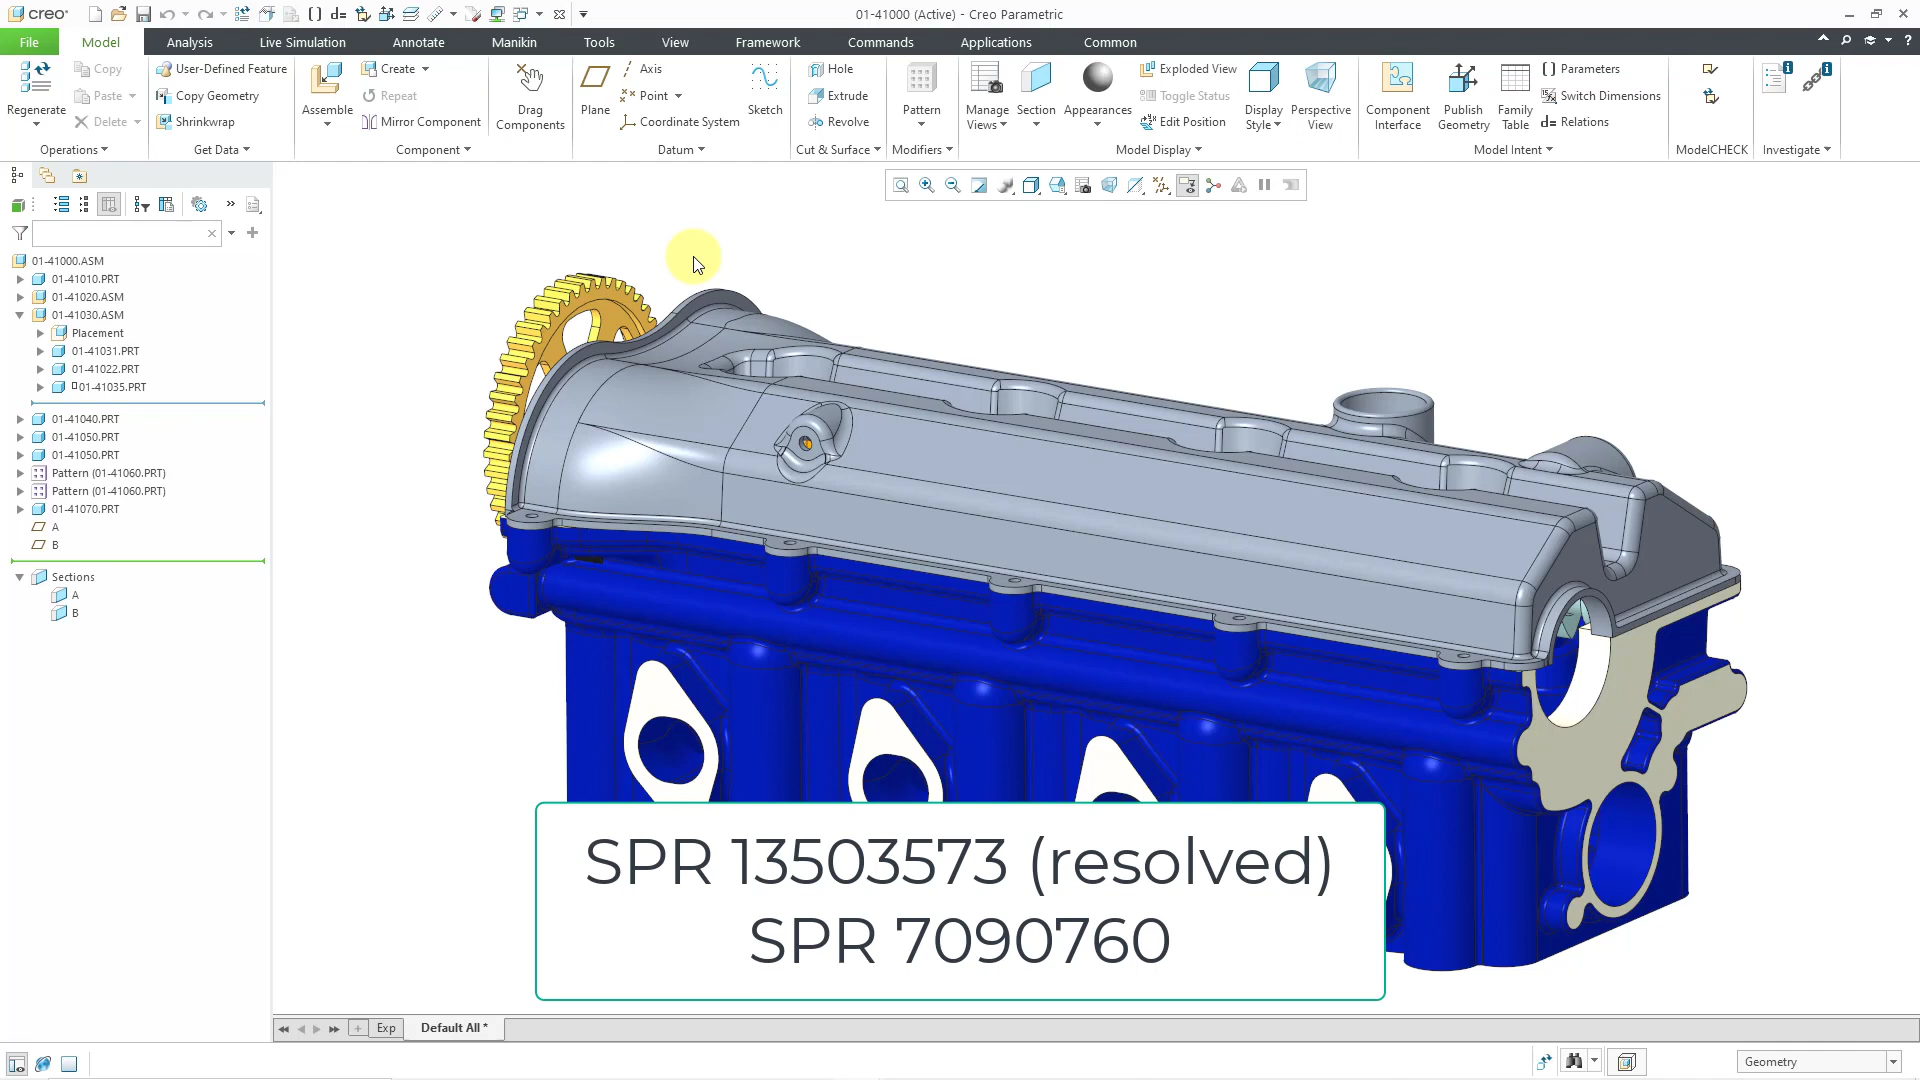 creo
d=
01-41000 (Active) - Creo Parametric
File
Model
Analysis
Live Simulation
Annotate
Manikin
Tools
View
Framework
Commands
Applications
Common
Regenerate
Copy
Paste
Delete
Operations
User-Defined Feature
Copy Geometry
Shrinkwrap
Get Data
Assemble
Create
Repeat
Mirror Component
Component
Drag
Components
Plane
Axis
Point
Coordinate System
Sketch
Datum
Hole
Extrude
Revolve
Cut & Surface
Pattern
Modifiers
Manage
Views
Section
Appearances
Exploded View
Toggle Status
Edit Position
Display
Style
Perspective
View
Model Display
Component
Interface
Publish
Geometry
Family
Table
Parameters
Switch Dimensions
d= Relations
Model Intent
ModelCHECK
Investigate
01-41000.ASM
01-41010.PRT
01-41020.ASM
01-41030.ASM
Placement
01-41031.PRT
01-41022.PRT
01-41035.PRT
01-41040.PRT
01-41050.PRT
01-41050.PRT
Pattern (01-41060.PRT)
Pattern (01-41060.PRT)
01-41070.PRT
A
B
Sections
A
B
SPR 13503573 (resolved)
SPR 7090760
Exp
Default All *
Geometry